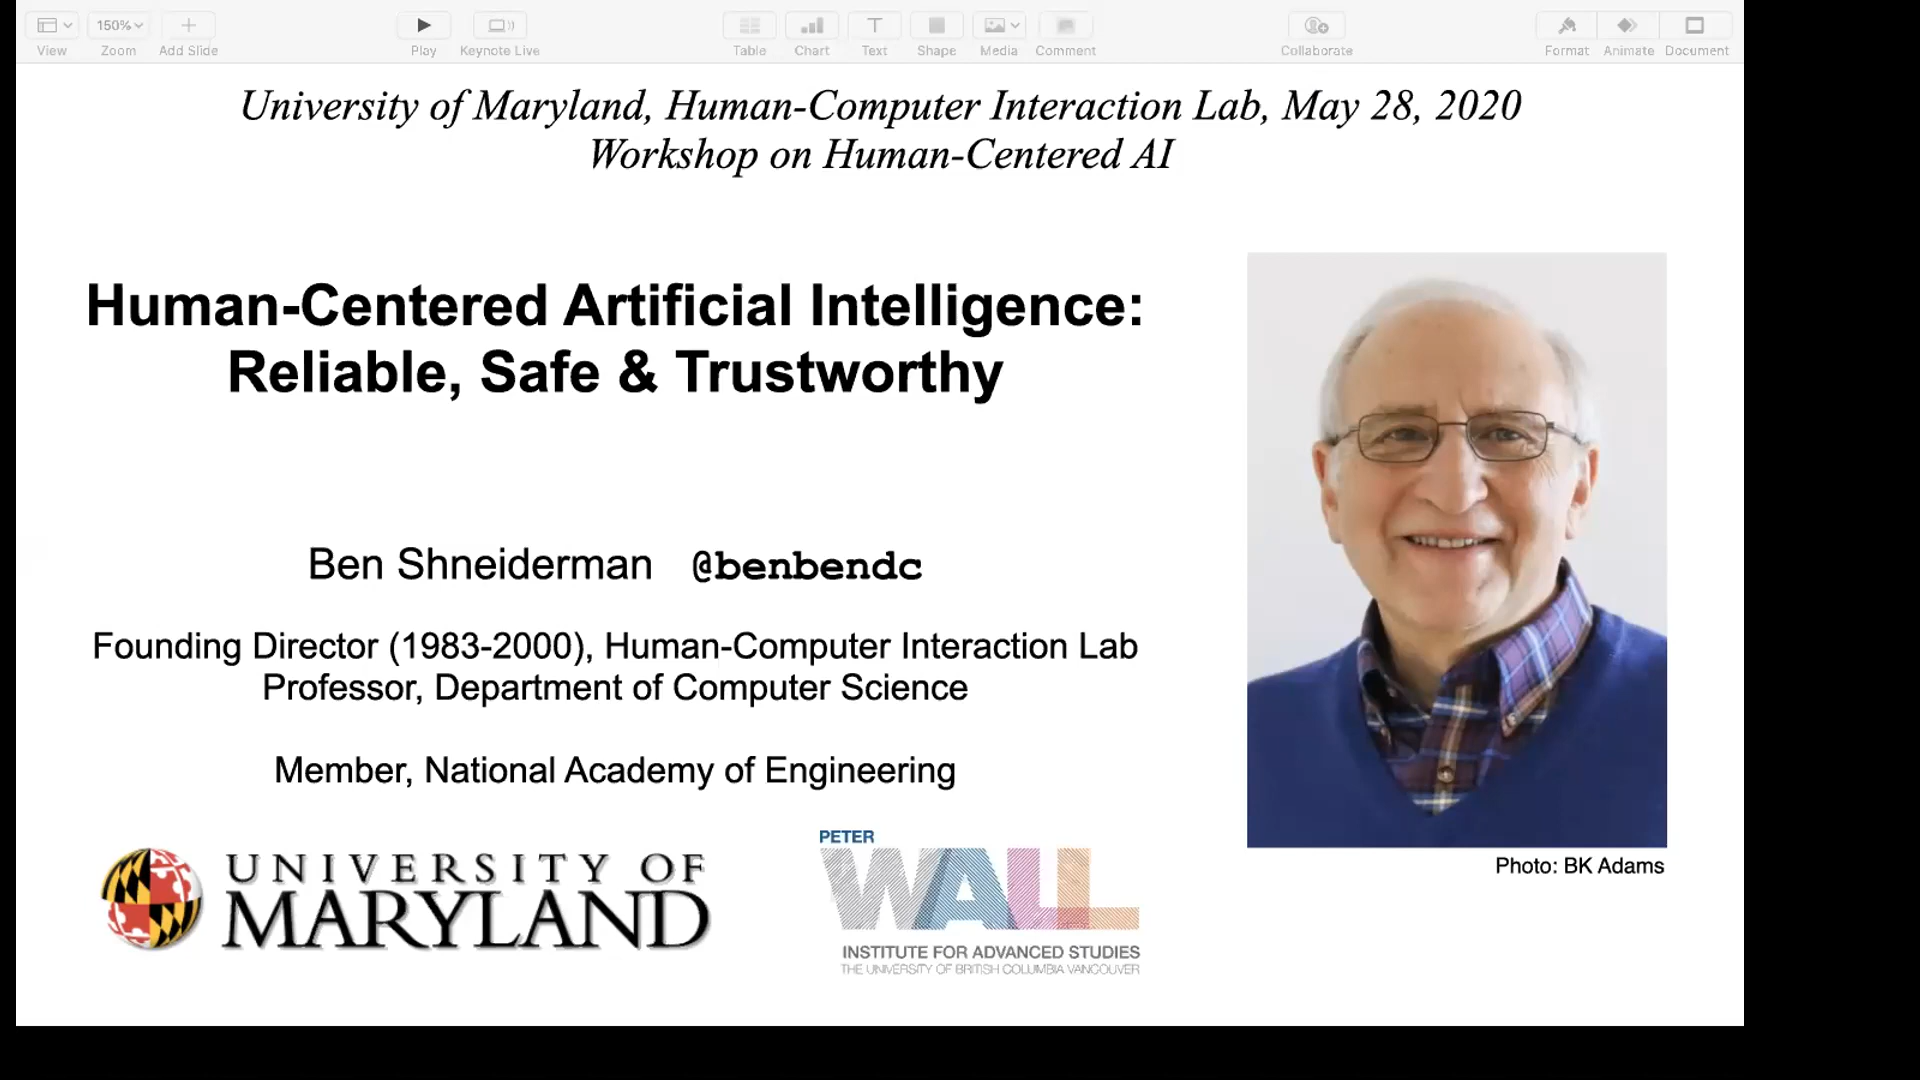 150%
View
Zoom
Add Slide
Play
Keynote Live
Table
Chart
Text
Shape
Media
Comment
Collaborate
Format
Animate
Document
University of Maryland, Human-Computer Interaction Lab, May 28, 2020
Workshop on Human-Centered AI
Human-Centered Artificial Intelligence:
Reliable, Safe & Trustworthy
Ben Shneiderman @benbendc
Founding Director (1983-2000), Human-Computer Interaction Lab
Professor, Department of Computer Science
Member, National Academy of Engineering
UNIVERSITY OF
MARYLAND
PETER
WALL
INSTITUTE FOR ADVANCED STUDIES
THE UNIVERSITY OF BRITISH COLUMBIA VANCOUVER
Photo: BK Adams